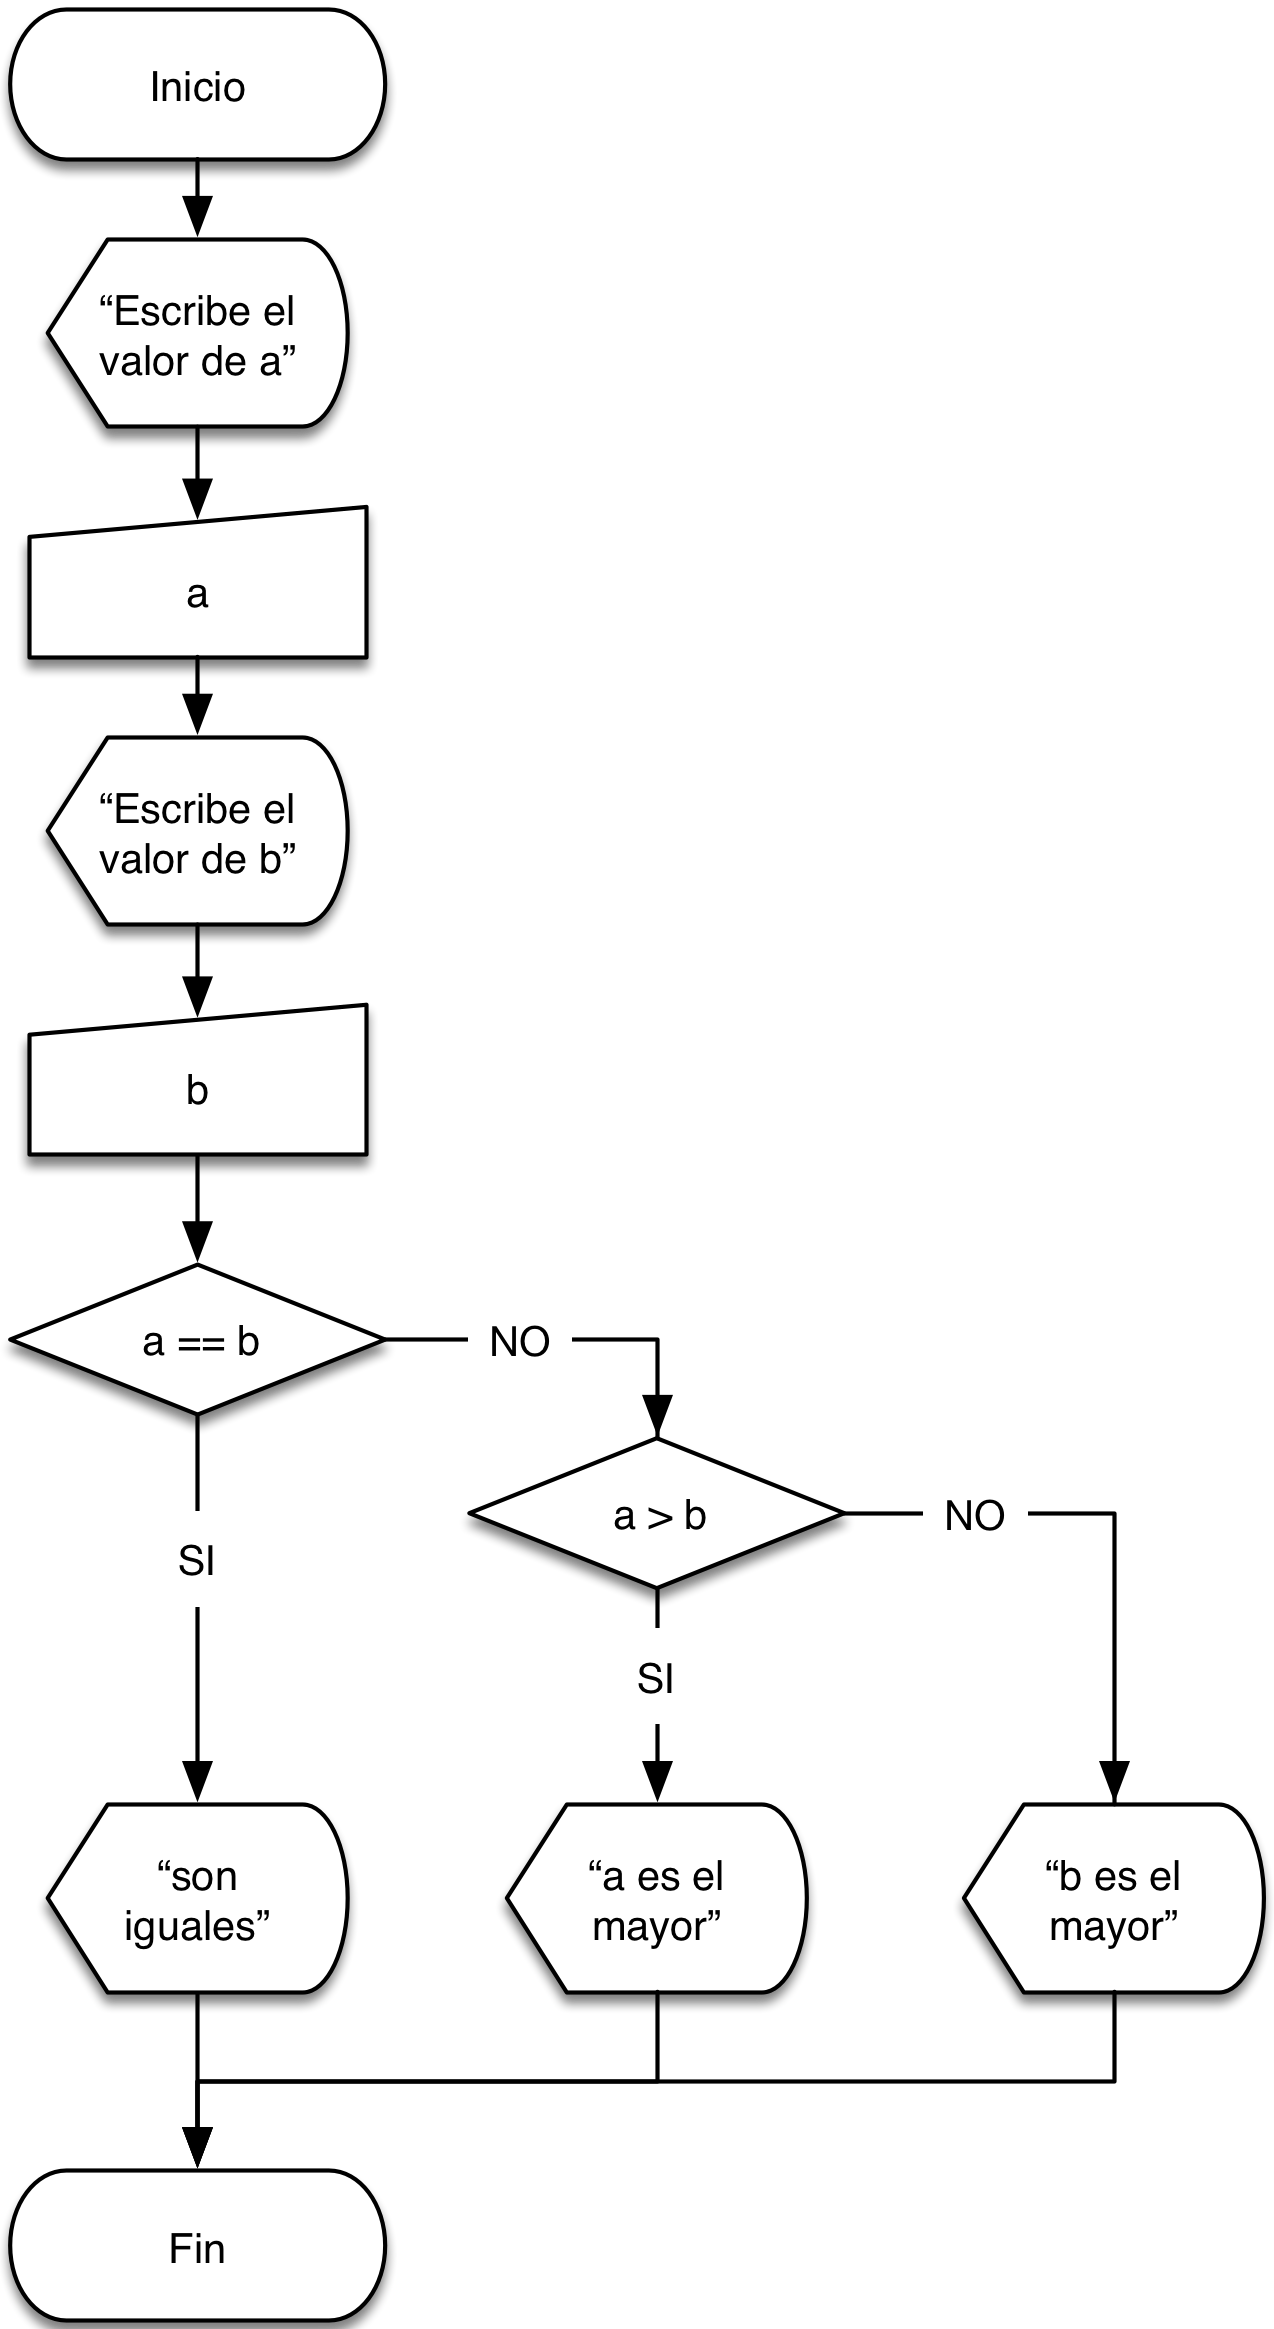 Inicio
“Escribe el
valor de a”
a
“Escribe el
valor de b”
b
a == b
NO
a > b
NO
SI
SI
“son
iguales”
“a es el
mayor”
“b es el
mayor”
Fin